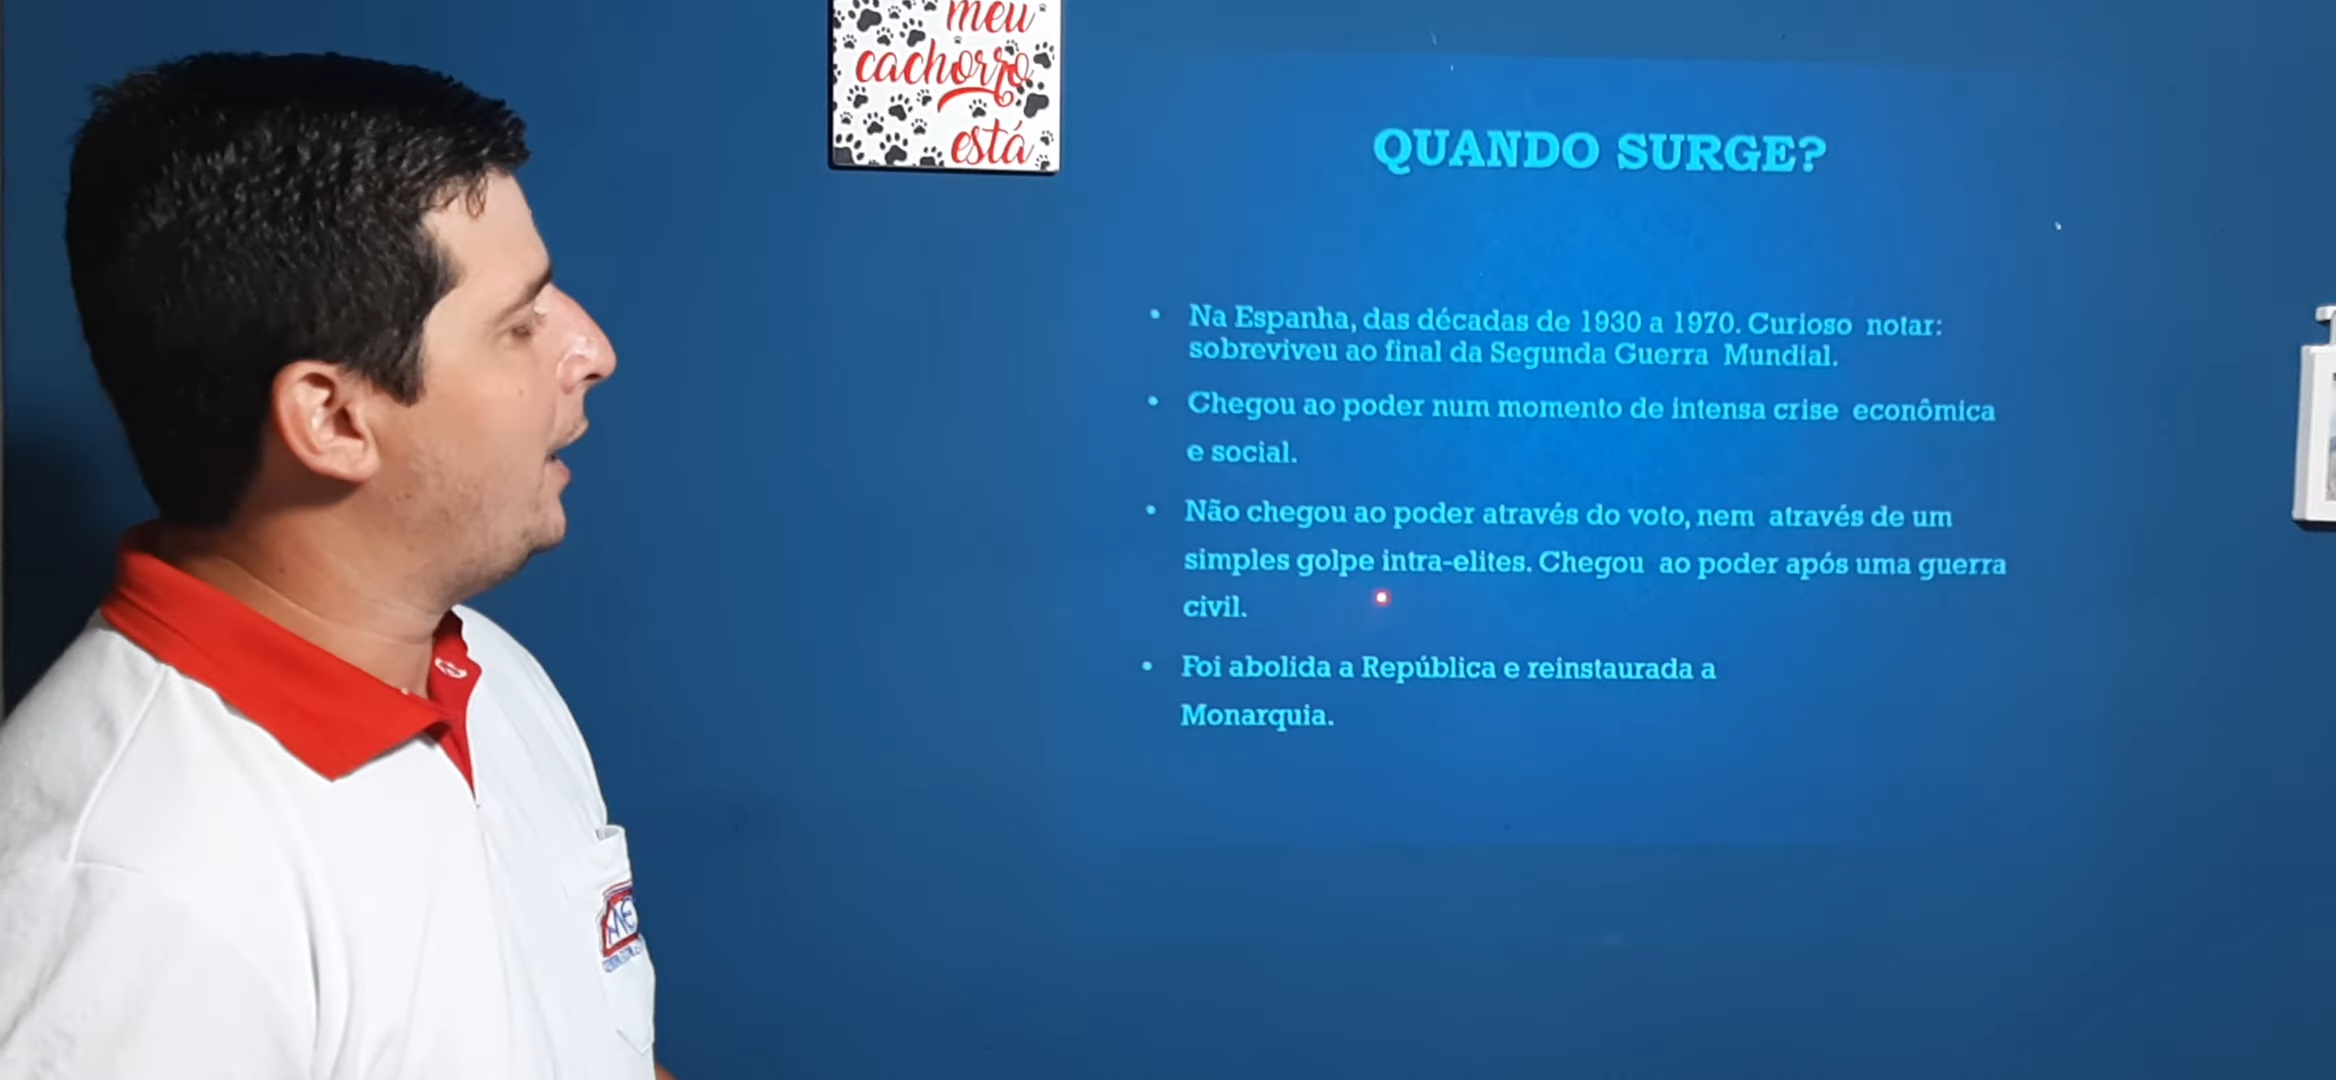 meu
cachorro
está
QUANDO SURGE?
• Na Espanha, das décadas de 1930 a 1970. Curioso notar:
sobreviveu ao final da Segunda Guerra Mundial.
• Chegou ao poder num momento de intensa crise econômica
e social.
• Não chegou ao poder através do voto, nem através de um
simples golpe intra-elites. Chegou ao poder após uma guerra
civil.
• Foi abolida a República e reinstaurada a
Monarquia.